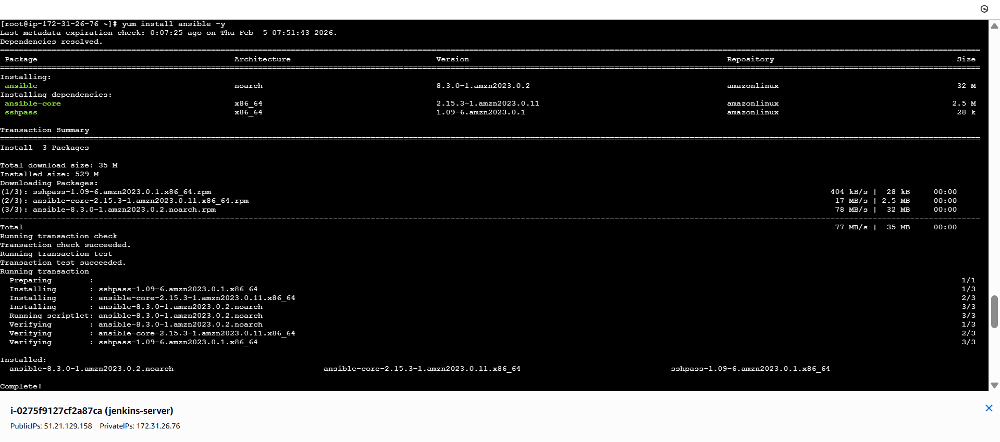 [root@ip-172-31-26-76 ~]# yum install ansible -y
Last metadata expiration check: 0:07:25 ago on Thu Feb  5 07:51:43 2026.
Dependencies resolved.
Package Architecture Version Repository Size
Installing:
ansible noarch 8.3.0-1.amzn2023.0.2 amazonlinux 32 M
Installing dependencies:
ansible-core x86_64 2.15.3-1.amzn2023.0.11 amazonlinux 2.5 M
sshpass x86_64 1.09-6.amzn2023.0.1 amazonlinux 28 k
Transaction Summary
Install  3 Packages
Total download size: 35 M
Installed size: 529 M
Downloading Packages:
(1/3): sshpass-1.09-6.amzn2023.0.1.x86_64.rpm 404 kB/s |  28 kB 00:00
(2/3): ansible-core-2.15.3-1.amzn2023.0.11.x86_64.rpm 17 MB/s | 2.5 MB 00:00
(3/3): ansible-8.3.0-1.amzn2023.0.2.noarch.rpm 78 MB/s |  32 MB 00:00
Total 77 MB/s |  35 MB 00:00
Running transaction check
Transaction check succeeded.
Running transaction test
Transaction test succeeded.
Running transaction
Preparing : 1/1
Installing : sshpass-1.09-6.amzn2023.0.1.x86_64 1/3
Installing : ansible-core-2.15.3-1.amzn2023.0.11.x86_64 2/3
Installing : ansible-8.3.0-1.amzn2023.0.2.noarch 3/3
Running scriptlet: ansible-8.3.0-1.amzn2023.0.2.noarch 3/3
Verifying : ansible-8.3.0-1.amzn2023.0.2.noarch 1/3
Verifying : ansible-core-2.15.3-1.amzn2023.0.11.x86_64 2/3
Verifying : sshpass-1.09-6.amzn2023.0.1.x86_64 3/3
Installed:
ansible-8.3.0-1.amzn2023.0.2.noarch ansible-core-2.15.3-1.amzn2023.0.11.x86_64 sshpass-1.09-6.amzn2023.0.1.x86_64
Complete!
i-0275f9127cf2a87ca (jenkins-server)
PublicIPs: 51.21.129.158 PrivateIPs: 172.31.26.76